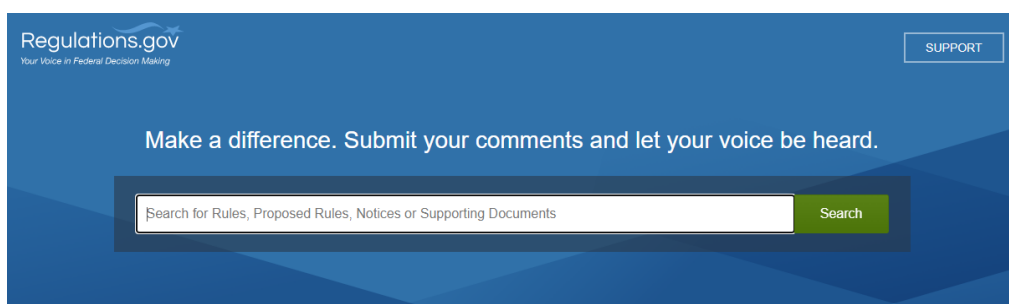 Regulations.gov
Your Voice in Federal Decision Making
SUPPORT
Make a difference. Submit your comments and let your voice be heard.
Search for Rules, Proposed Rules, Notices or Supporting Documents
Search